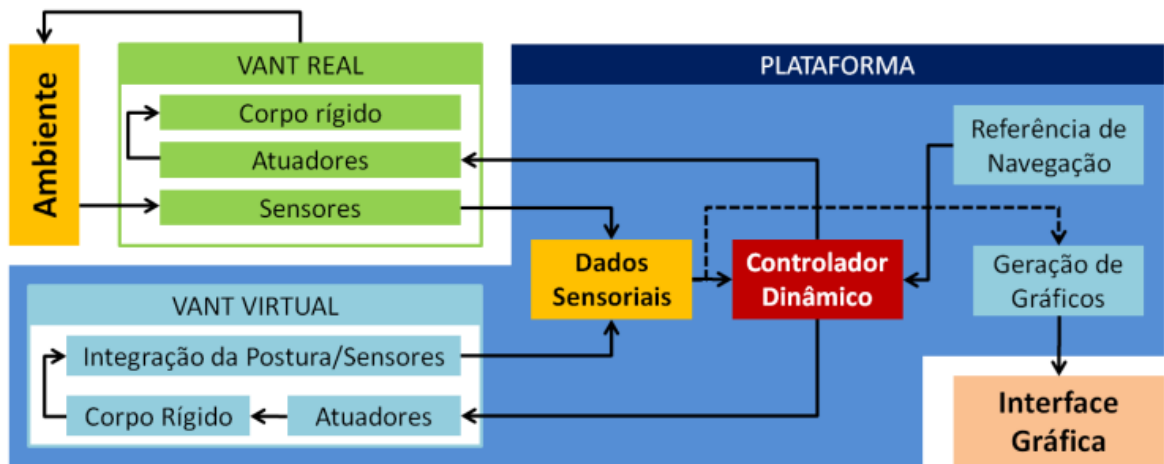 VANT REAL
PLATAFORMA
Ambiente
Corpo rígido
Atuadores
Sensores
Referência de
Navegação
Dados
Sensoriais
Controlador
Dinâmico
Geração de
Gráficos
VANT VIRTUAL
Integração da Postura/Sensores
Corpo Rígido
Atuadores
Interface
Gráfica